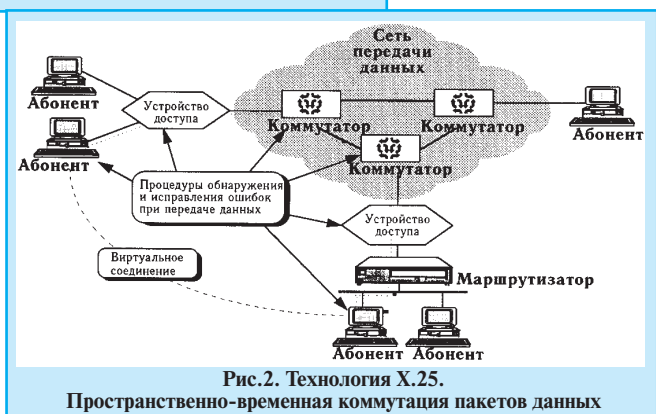 Сеть
передачи
данных
Абонент
Устройство
доступа
Коммутатор
Коммутатор
Абонент
Абонент
Коммутатор
Процедуры обнаружения
и исправления ошибок
при передаче данных
Устройство
доступа
Виртуальное
соединение
Маршрутизатор
Абонент
Абонент
Рис.2. Технология X.25.
Пространственно-временная коммутация пакетов данных